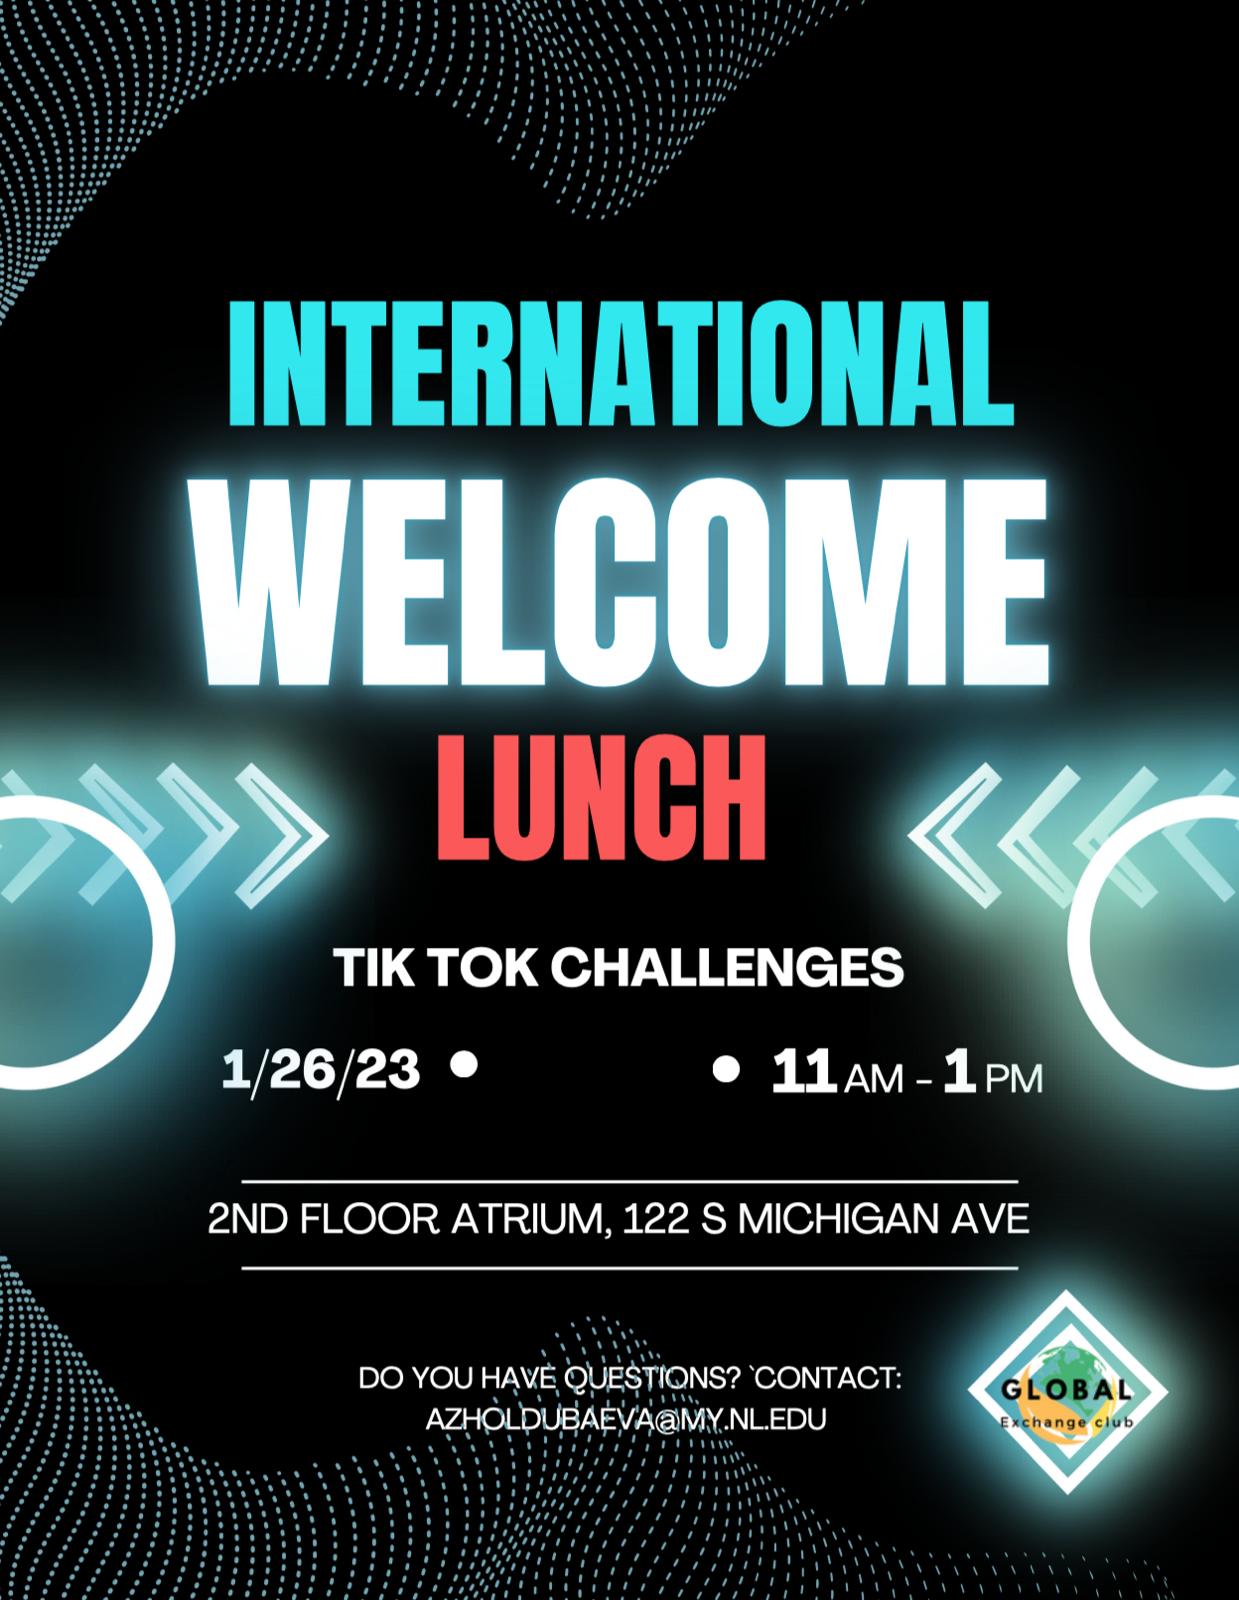 INTERNATIONAL
WELCOME
LUNCH
TIK TOK CHALLENGES
1/26/23 ● ● 11 AM - 1 PM
2ND FLOOR ATRIUM, 122 S MICHIGAN AVE
DO YOU HAVE QUESTIONS? `CONTACT:
AZHOLDUBAEVA@MY.NL.EDU
GLOBAL
Exchange club